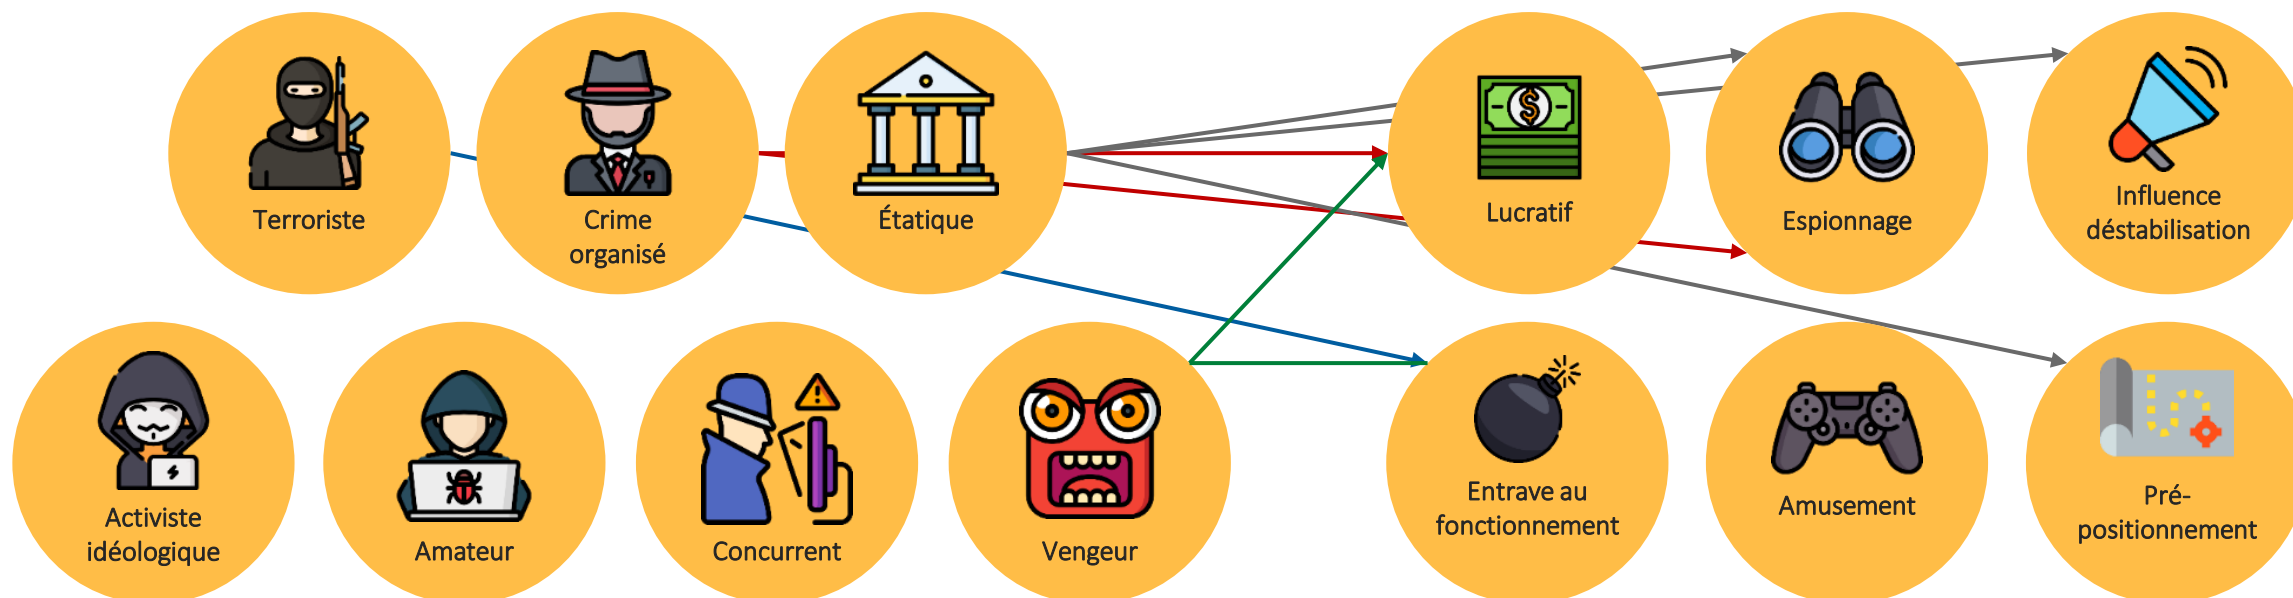 Terroriste
Crime
organisé
Étatique
Lucratif
Espionnage
Influence
déstabilisation
Activiste
idéologique
Amateur
Concurrent
Vengeur
Entrave au
fonctionnement
Amusement
Pré-
positionnement